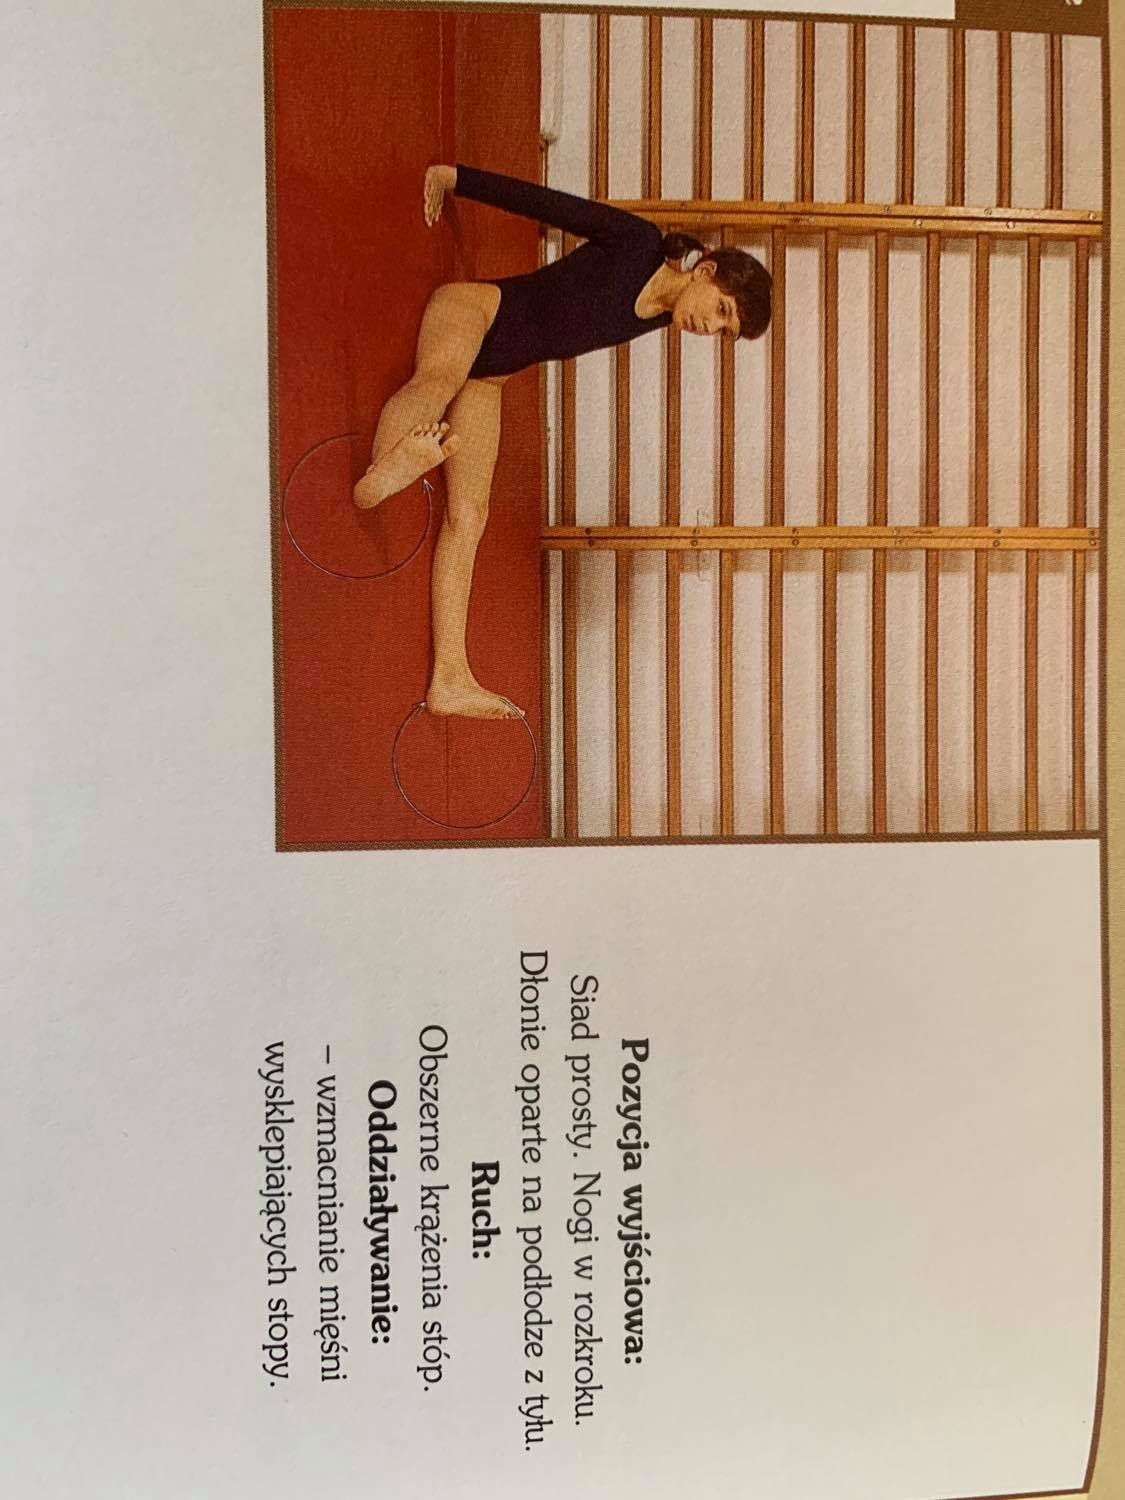 Pozycja wyjściowa:
Siad prosty. Nogi w rozkroku.
Dłonie oparte na podłodze z tyłu.
Ruch:
Obszerne krążenia stóp.
Oddziaływanie:
– wzmacnianie mięśni
wysklepiających stopy.